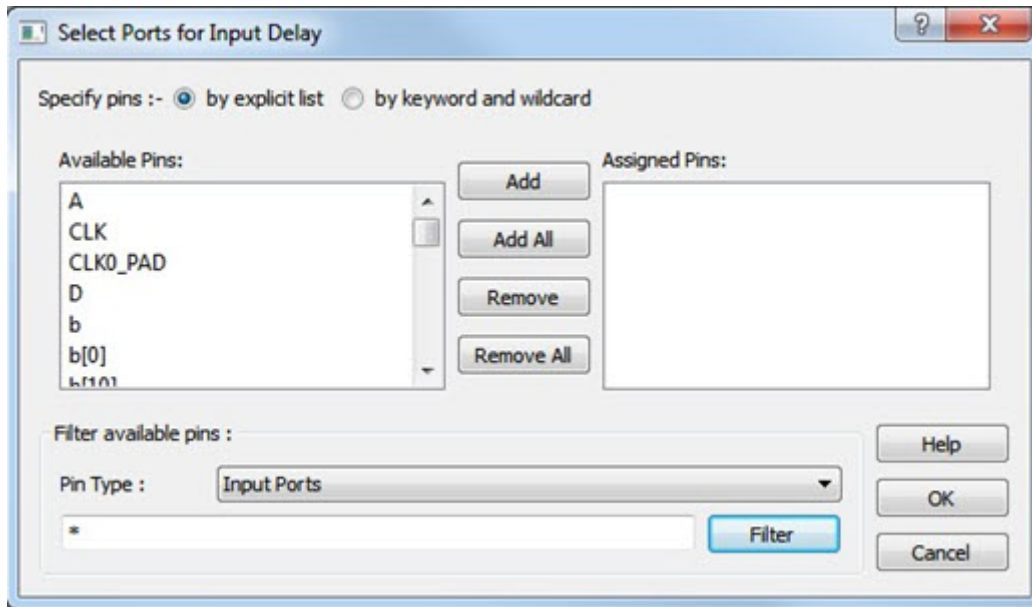 Select Ports for Input Delay
Specify pins :- by explicit list by keyword and wildcard
Available Pins:
A
CLK
CLK0_PAD
D
b
b[0]
b[10]
Add
Add All
Remove
Remove All
Assigned Pins:
Filter available pins :
Pin Type : Input Ports
*
Filter
Help
OK
Cancel